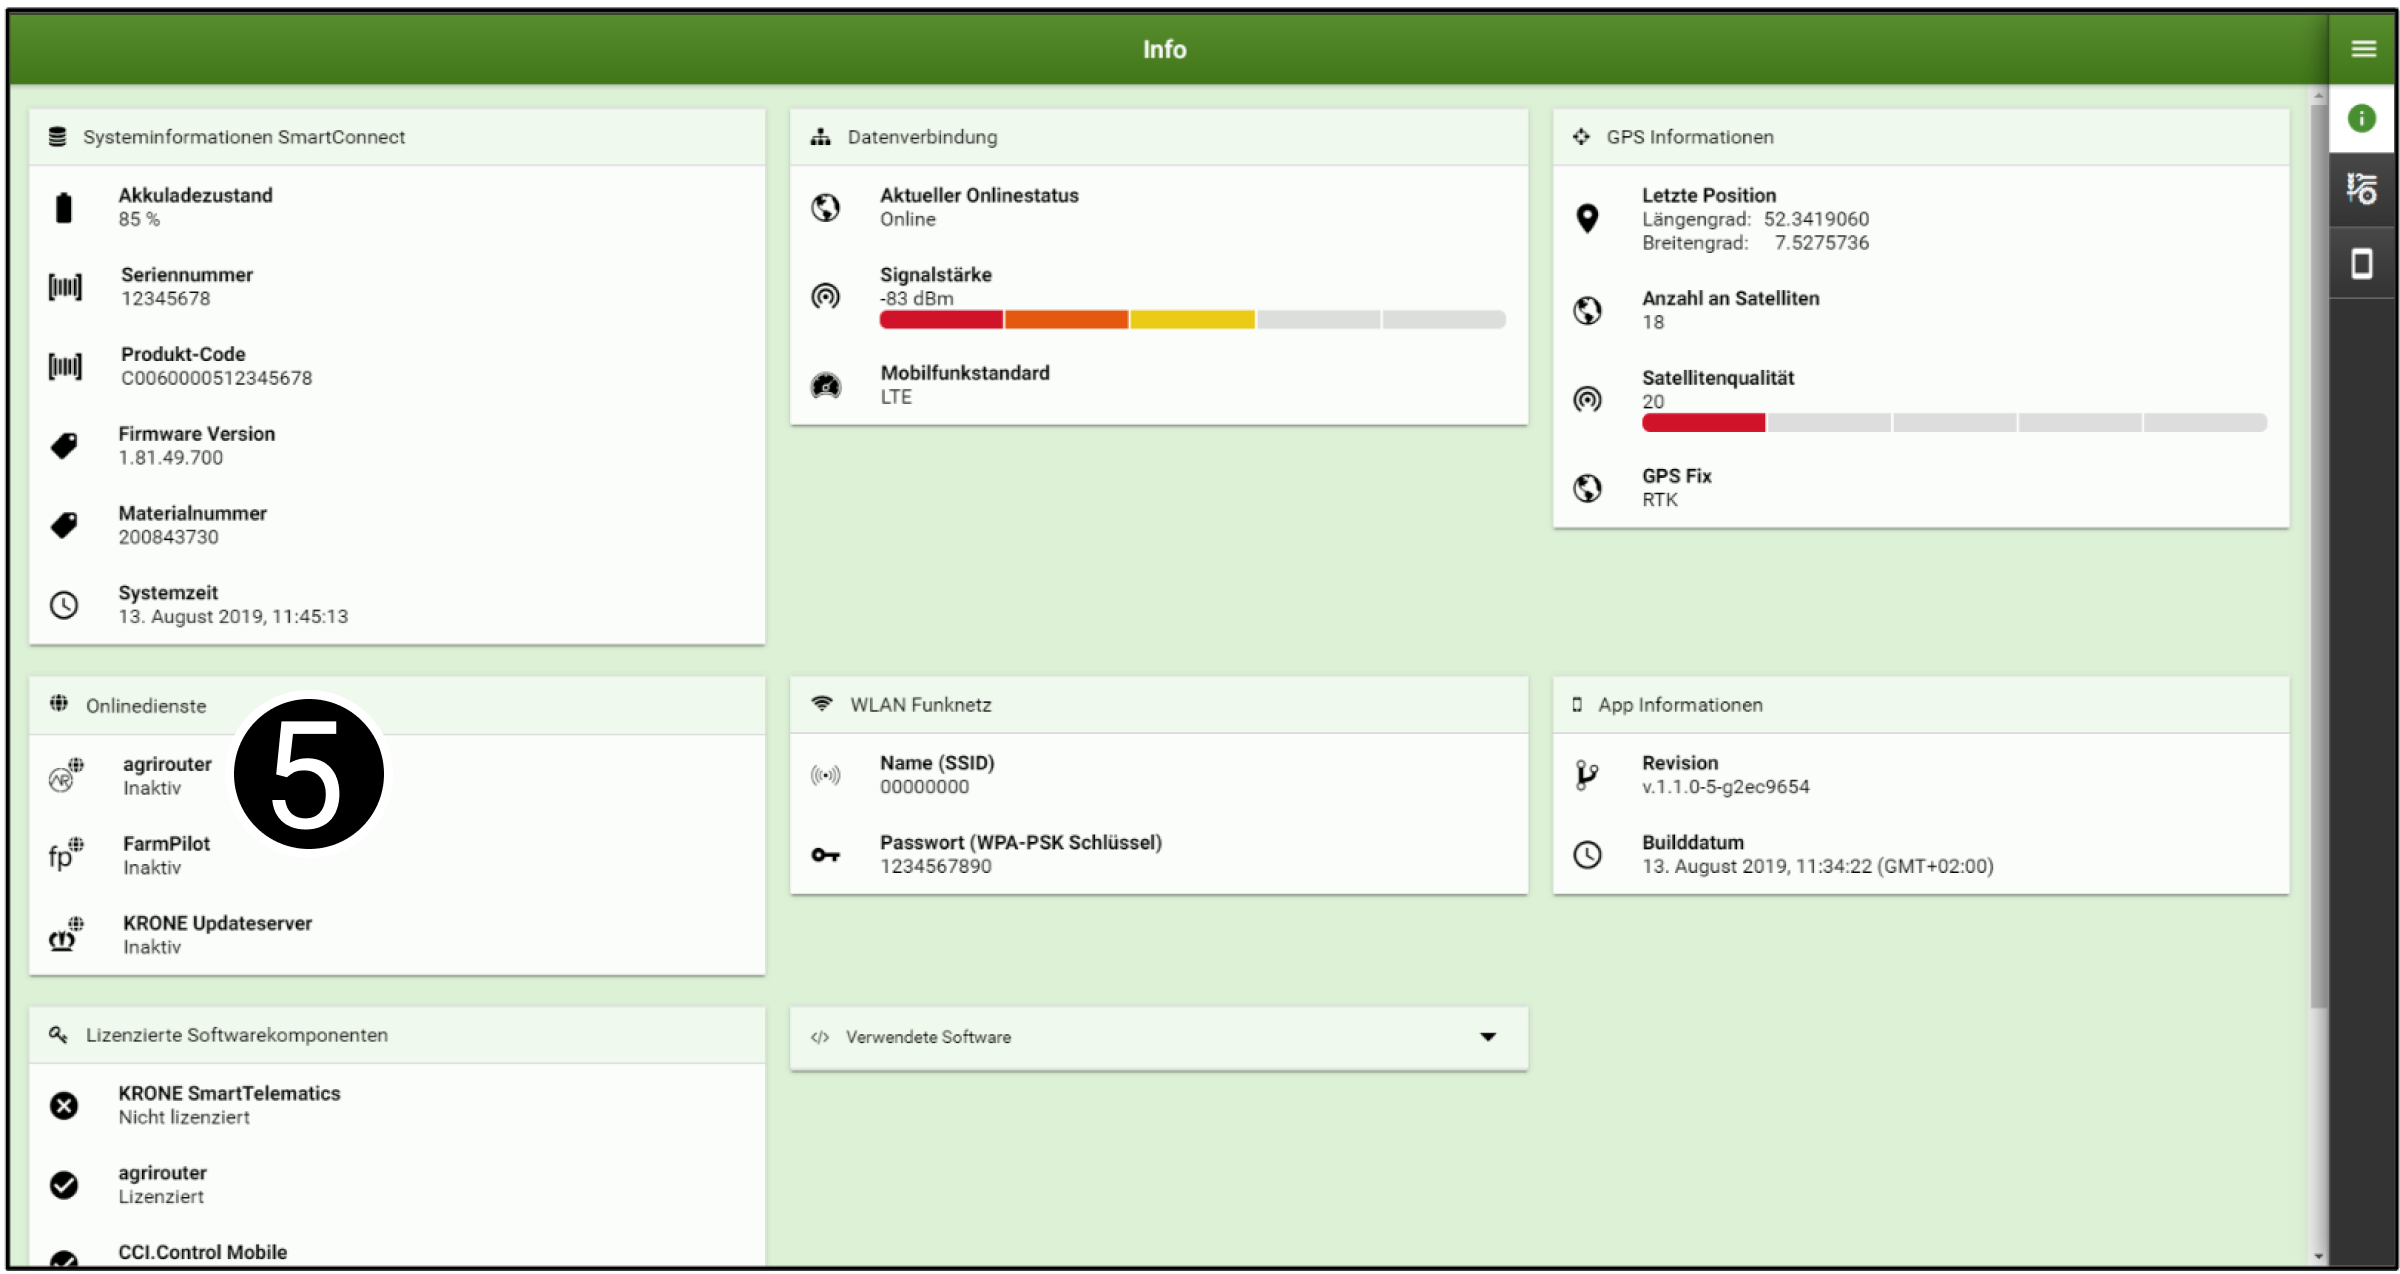 Info
Systeminformationen SmartConnect
Akkuladezustand
85 %
Seriennummer
12345678
Produkt-Code
C0060000512345678
Firmware Version
1.81.49.700
Materialnummer
200843730
Systemzeit
13. August 2019, 11:45:13
Datenverbindung
Aktueller Onlinestatus
Online
Signalstärke
-83 dBm
Mobilfunkstandard
LTE
GPS Informationen
Letzte Position
Längengrad: 52.3419060
Breitengrad: 7.5275736
Anzahl an Satelliten
18
Satellitenqualität
20
GPS Fix
RTK
Onlinedienste
5
agrirouter
Inaktiv
FarmPilot
Inaktiv
KRONE Updateserver
Inaktiv
AR
fp
WLAN Funknetz
Name (SSID)
00000000
Passwort (WPA-PSK Schlüssel)
1234567890
App Informationen
Revision
v.1.1.0-5-g2ec9654
Builddatum
13. August 2019, 11:34:22 (GMT+02:00)
Lizenzierte Softwarekomponenten
KRONE SmartTelematics
Nicht lizenziert
agrirouter
Lizenziert
CCI.Control Mobile
</> Verwendete Software